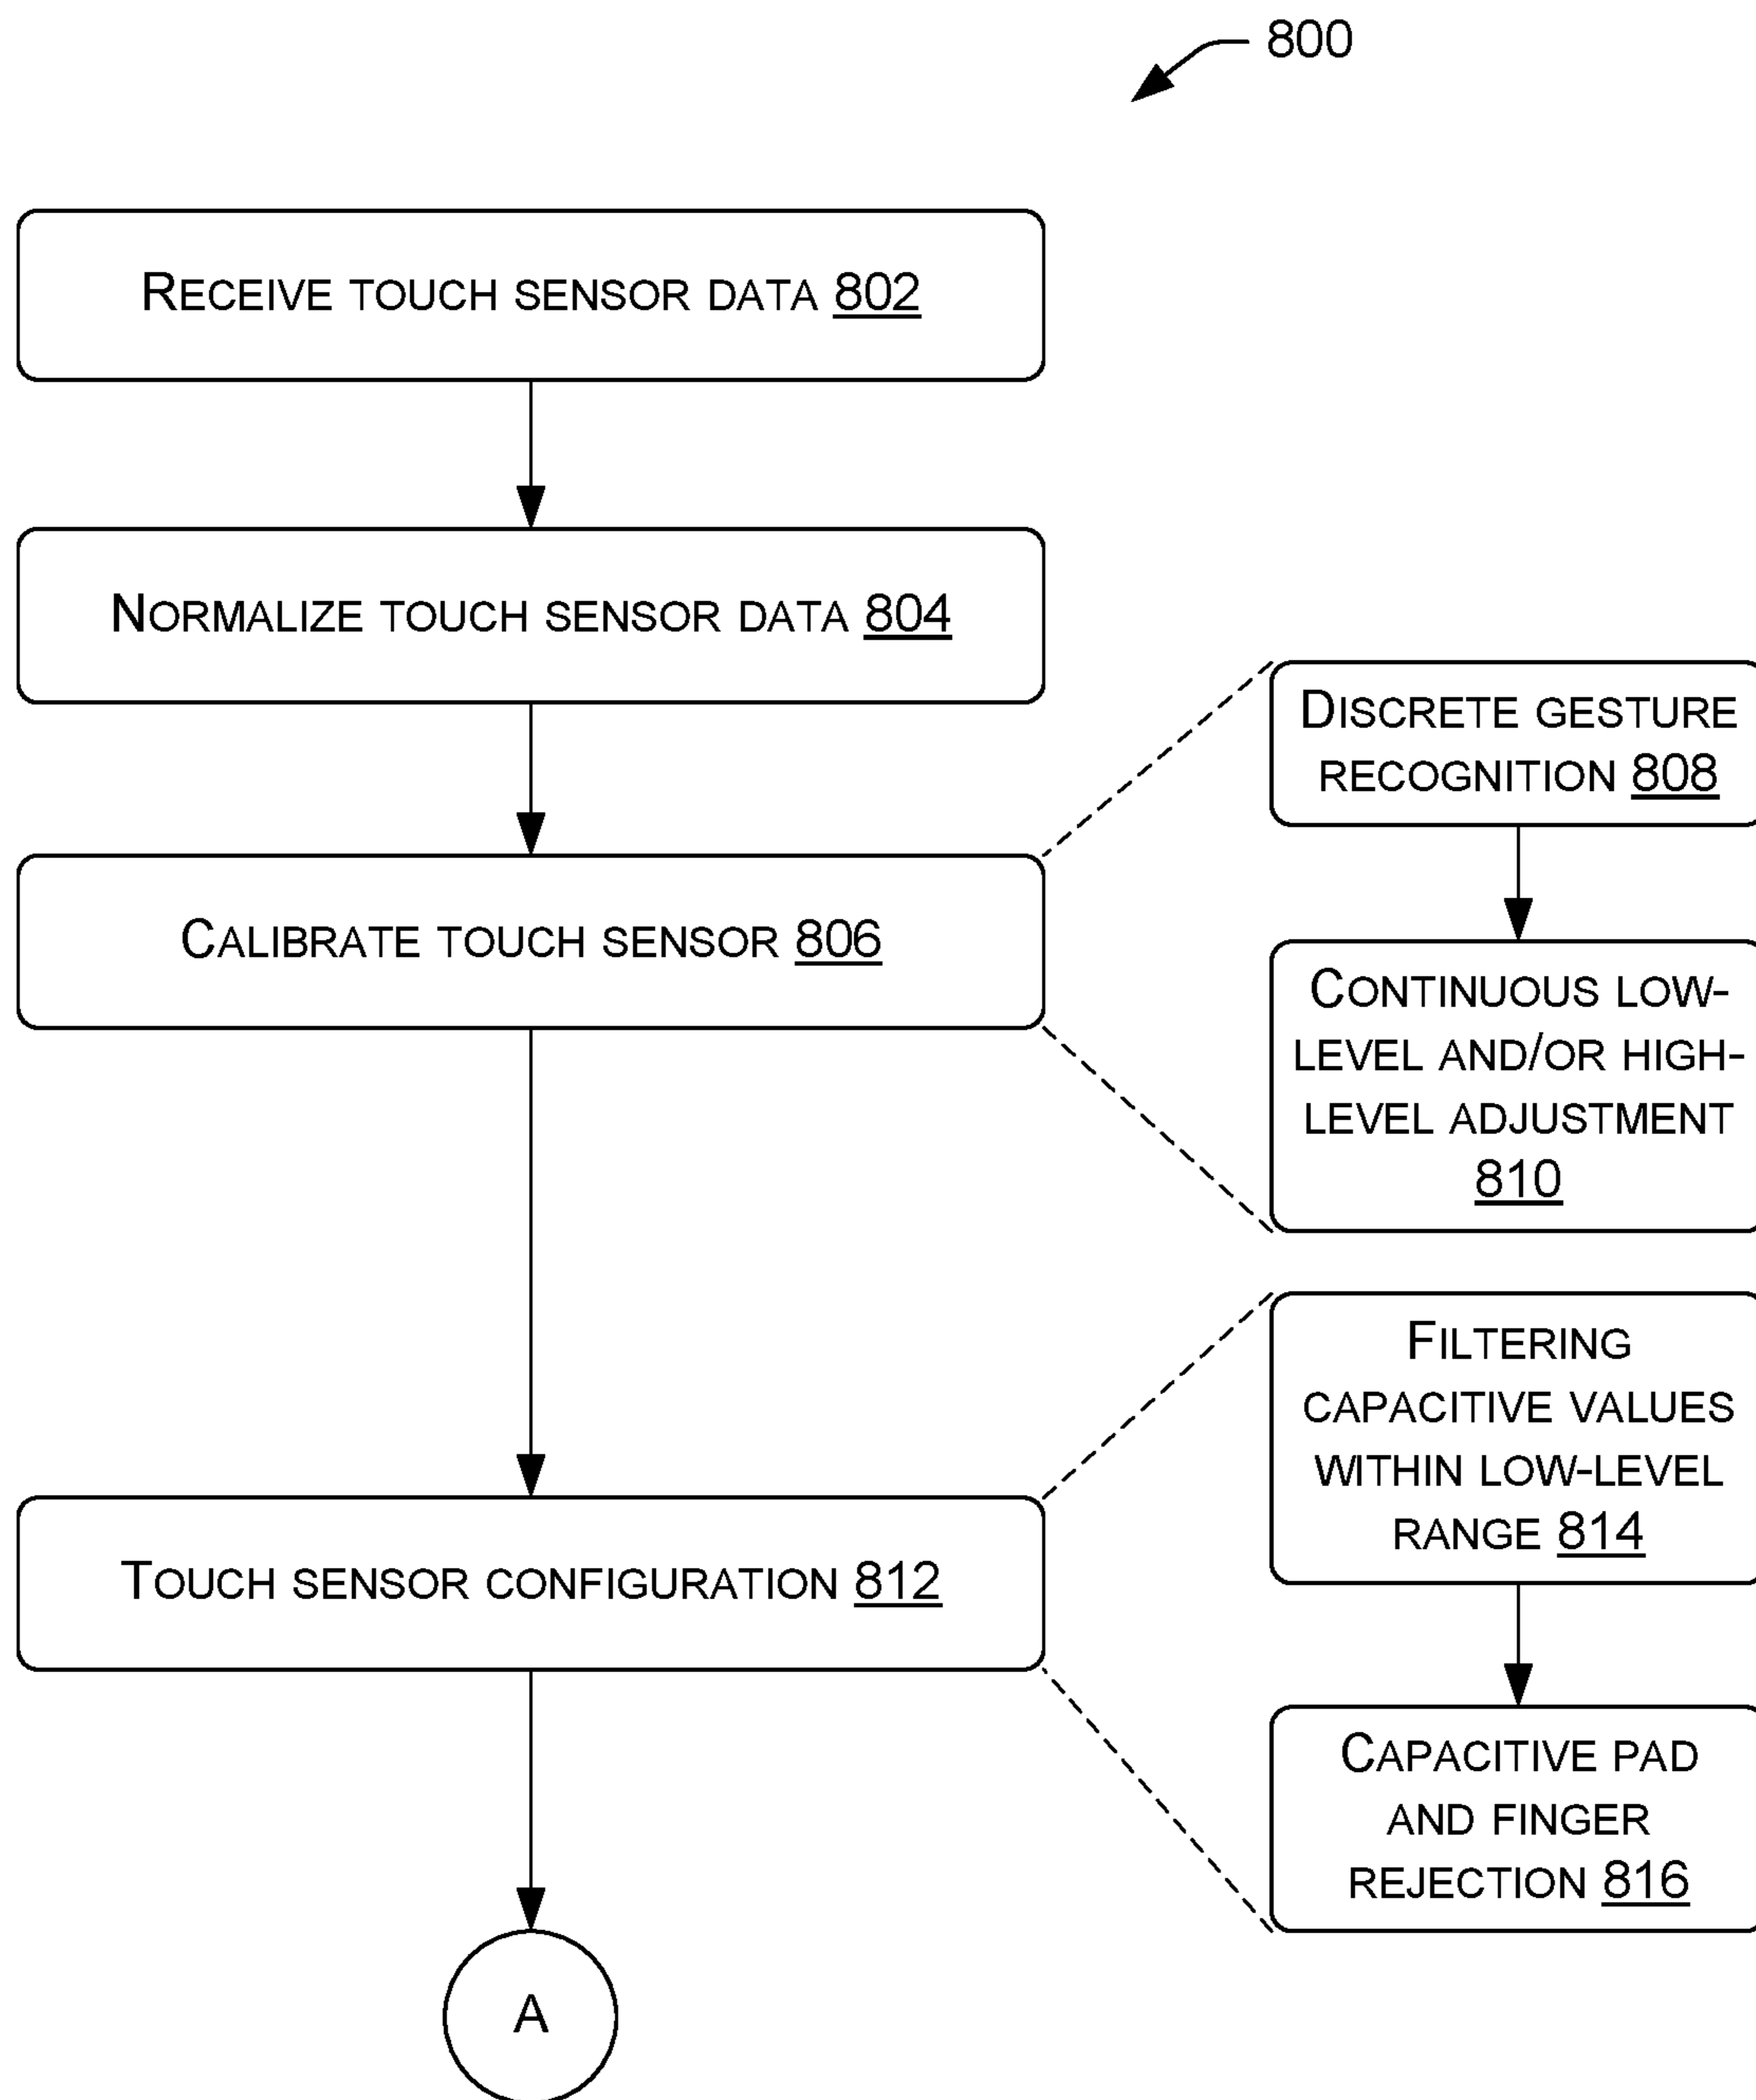 800
RECEIVE TOUCH SENSOR DATA 802
NORMALIZE TOUCH SENSOR DATA 804
DISCRETE GESTURE
RECOGNITION 808
CALIBRATE TOUCH SENSOR 806
CONTINUOUS LOW-
LEVEL AND/OR HIGH-
LEVEL ADJUSTMENT
810
FILTERING
CAPACITIVE VALUES
WITHIN LOW-LEVEL
RANGE 814
TOUCH SENSOR CONFIGURATION 812
CAPACITIVE PAD
AND FINGER
REJECTION 816
A